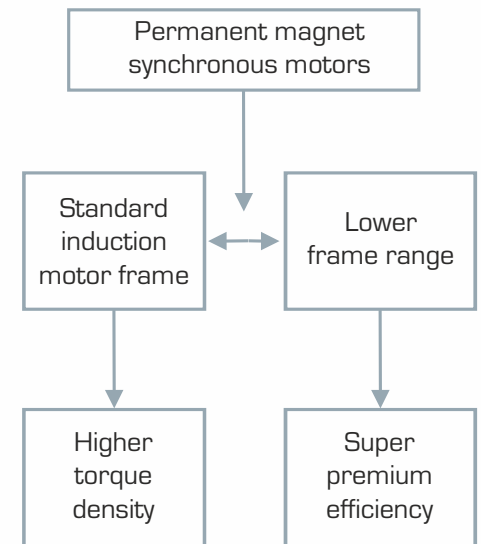 Permanent magnet
synchronous motors
Standard
induction
motor frame
Lower
frame range
Higher
torque
density
Super
premium
efficiency